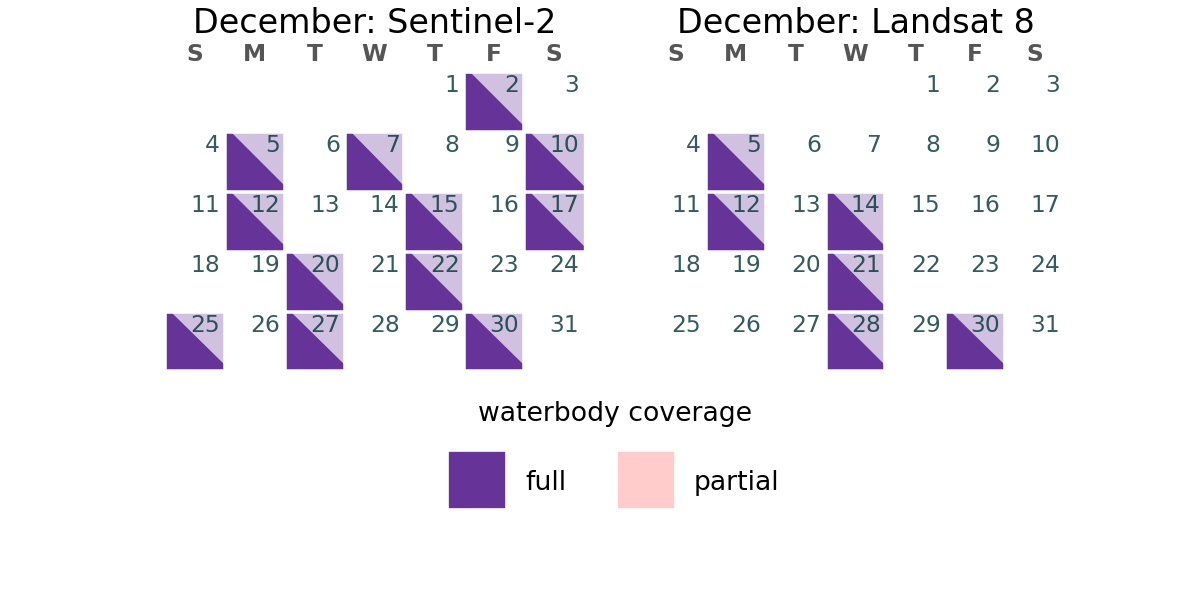 December: Sentinel-2
S M T W T F S
1 2 3
4 5 6 7 8 9 10
11 12 13 14 15 16 17
18 19 20 21 22 23 24
25 26 27 28 29 30 31
December: Landsat 8
S M T W T F S
1 2 3
4 5 6 7 8 9 10
11 12 13 14 15 16 17
18 19 20 21 22 23 24
25 26 27 28 29 30 31
waterbody coverage
full
partial